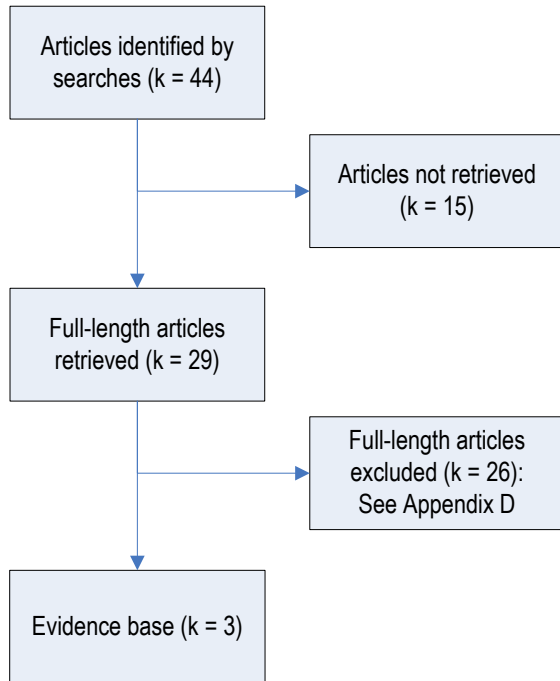 Articles identified by
searches (k = 44)
Articles not retrieved
(k = 15)
Full-length articles
retrieved (k = 29)
Full-length articles
excluded (k = 26):
See Appendix D
Evidence base (k = 3)